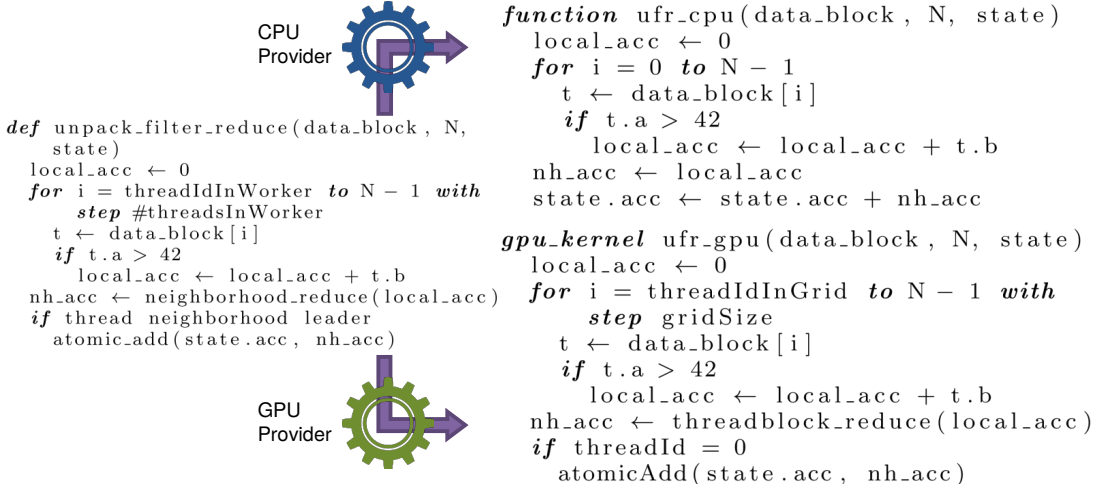 CPU
Provider
def unpack_filter_reduce(data_block, N,
state)
local_acc ← 0
for i = threadIdInWorker to N − 1 with
step #threadsInWorker
t ← data_block[i]
if t.a > 42
local_acc ← local_acc + t.b
nh_acc ← neighborhood_reduce(local_acc)
if thread neighborhood leader
atomic_add(state.acc, nh_acc)
GPU
Provider
function ufr_cpu(data_block, N, state)
local_acc ← 0
for i = 0 to N − 1
t ← data_block[i]
if t.a > 42
local_acc ← local_acc + t.b
nh_acc ← local_acc
state.acc ← state.acc + nh_acc
gpu_kernel ufr_gpu(data_block, N, state)
local_acc ← 0
for i = threadIdInGrid to N − 1 with
step gridSize
t ← data_block[i]
if t.a > 42
local_acc ← local_acc + t.b
nh_acc ← threadblock_reduce(local_acc)
if threadId = 0
atomicAdd(state.acc, nh_acc)